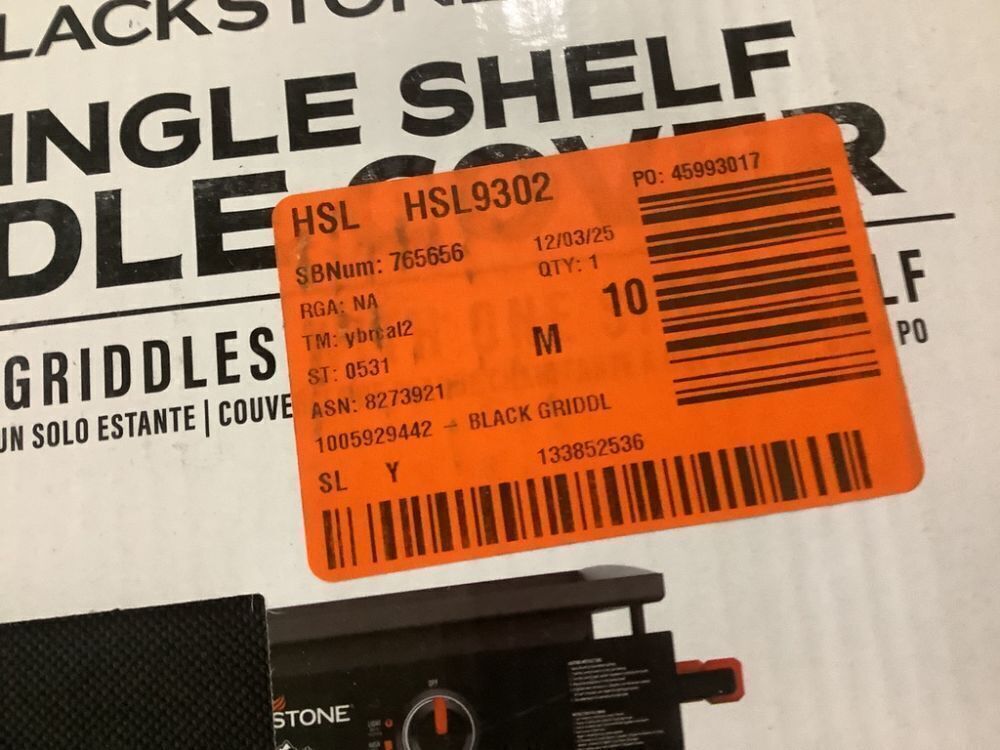 LACKSTONE
INGLE SHELF
DLE COVER
GRIDDLES
LF
UN SOLO ESTANTE | COUVE
PO
HSL HSL9302
PO: 45993017
SBNum: 765656
12/03/25
RGA: NA
QTY: 1
TM: ybrcal2
10
ST: 0531
M
ASN: 8273921
1005929442 - BLACK GRIDDL
SL Y
133852536
STONE
OFF
LIGHT